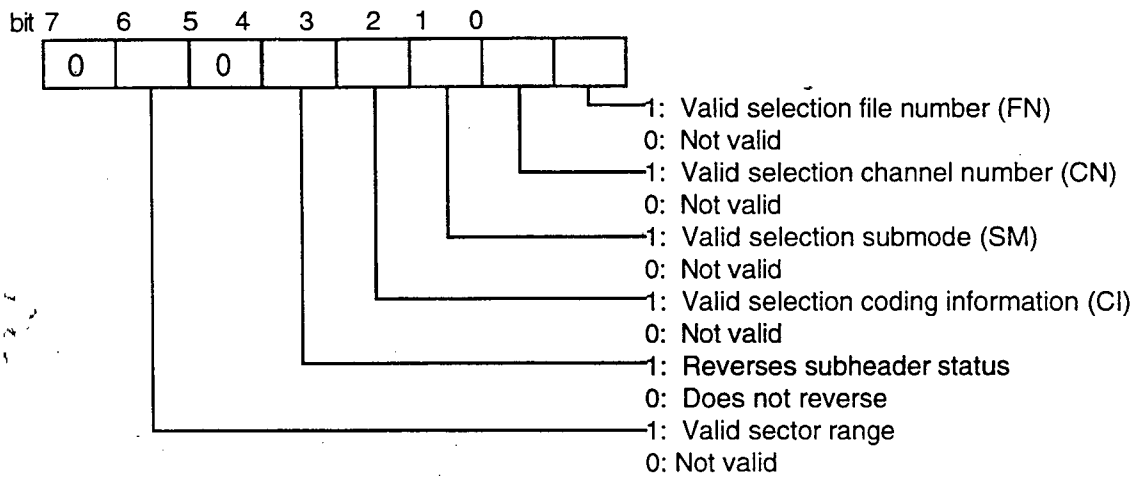 bit 7 6 5 4 3 2 1 0
0 0
1: Valid selection file number (FN)
0: Not valid
1: Valid selection channel number (CN)
0: Not valid
1: Valid selection submode (SM)
0: Not valid
1: Valid selection coding information (CI)
0: Not valid
1: Reverses subheader status
0: Does not reverse
1: Valid sector range
0: Not valid